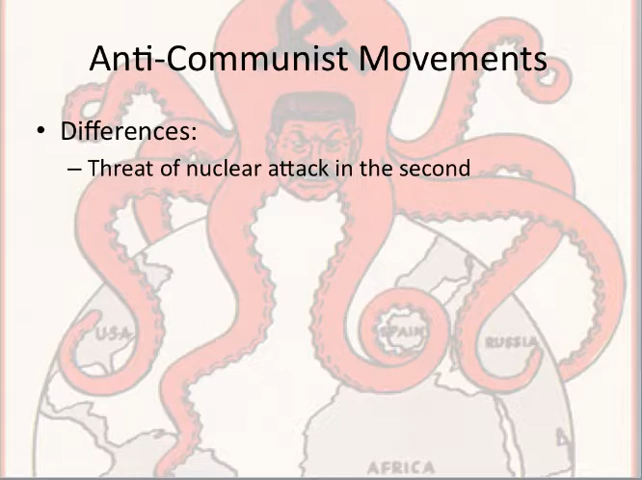 Anti-Communist Movements
• Differences:
– Threat of nuclear attack in the second
USA
SPAIN
RUSSIA
AFRICA